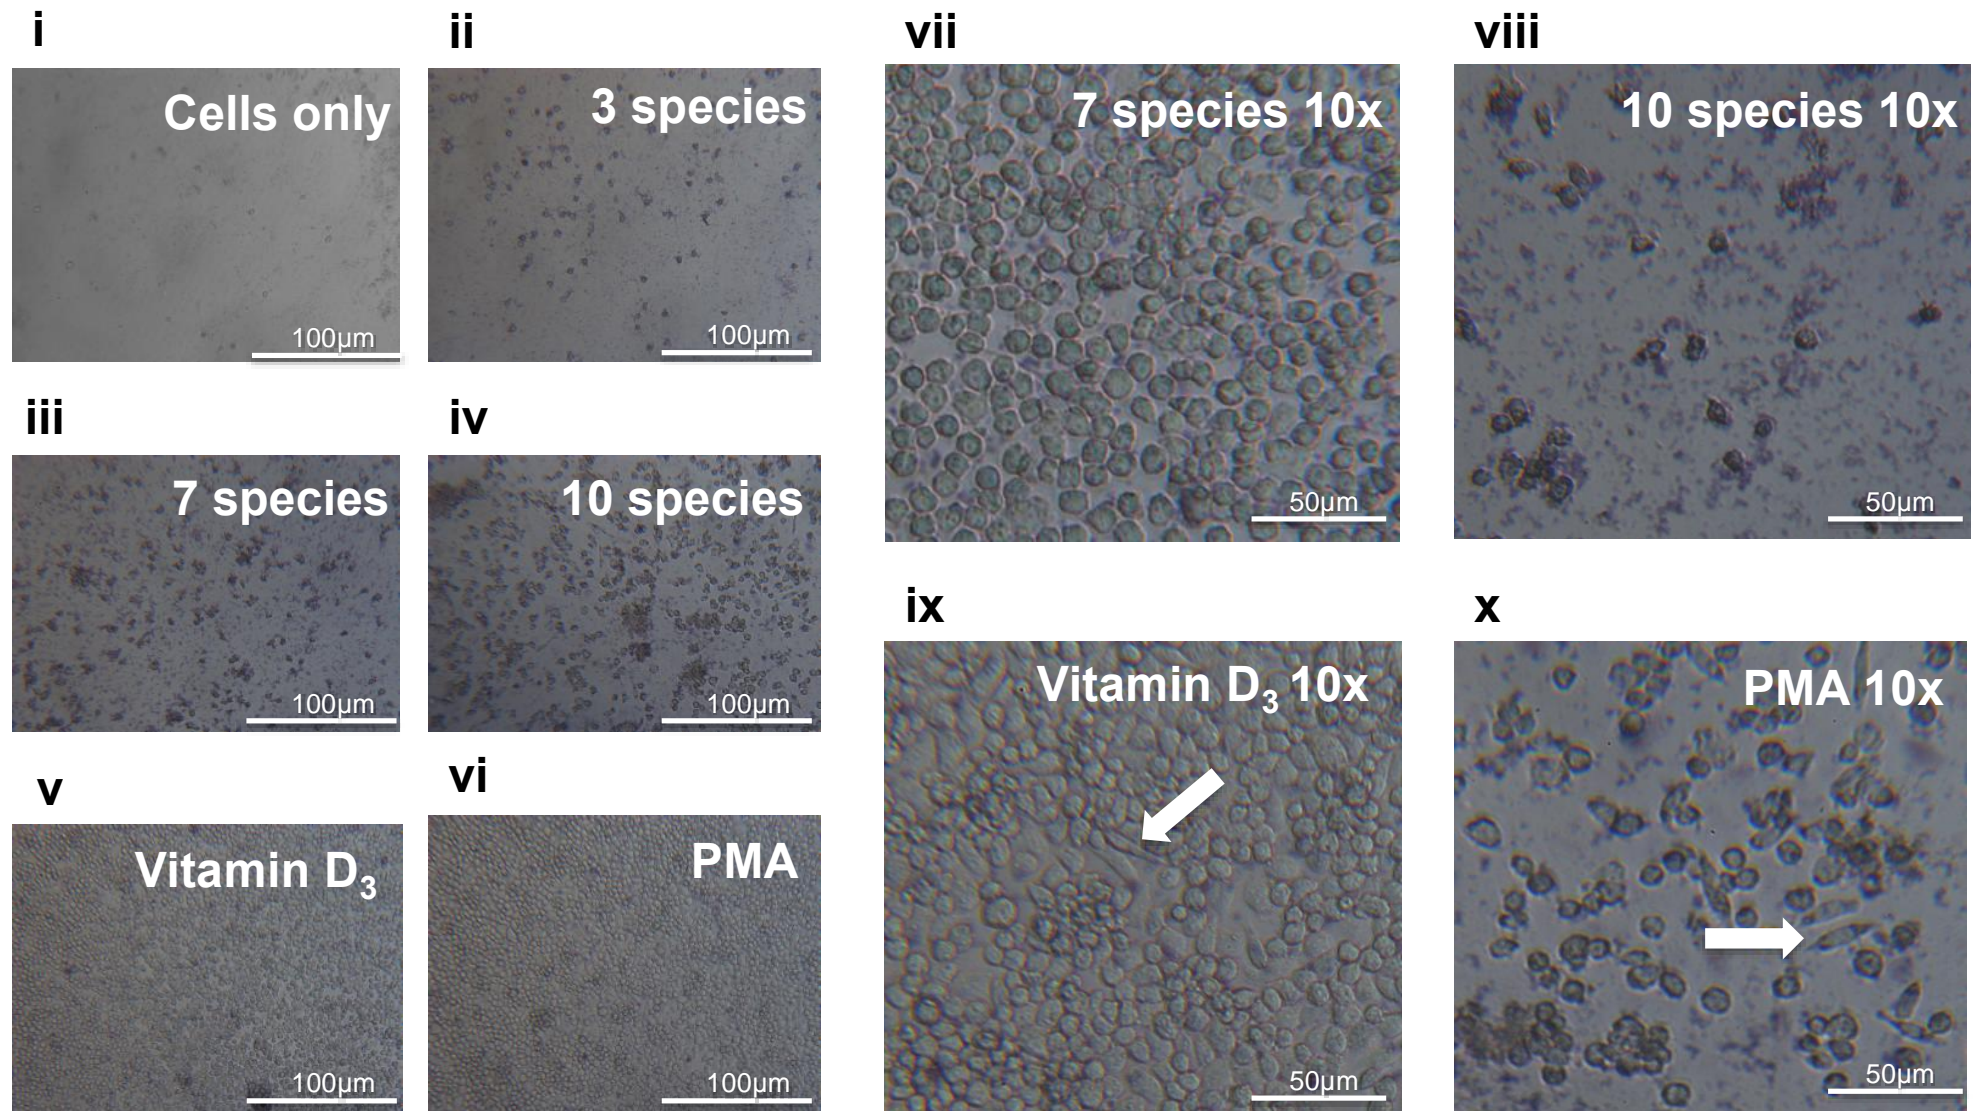 i
Cells only
100µm
ii
3 species
100µm
iii
7 species
100µm
iv
10 species
100µm
v
Vitamin D₃
100µm
vi
PMA
100µm
vii
7 species 10x
50µm
viii
10 species 10x
50µm
ix
Vitamin D₃ 10x
50µm
x
PMA 10x
50µm